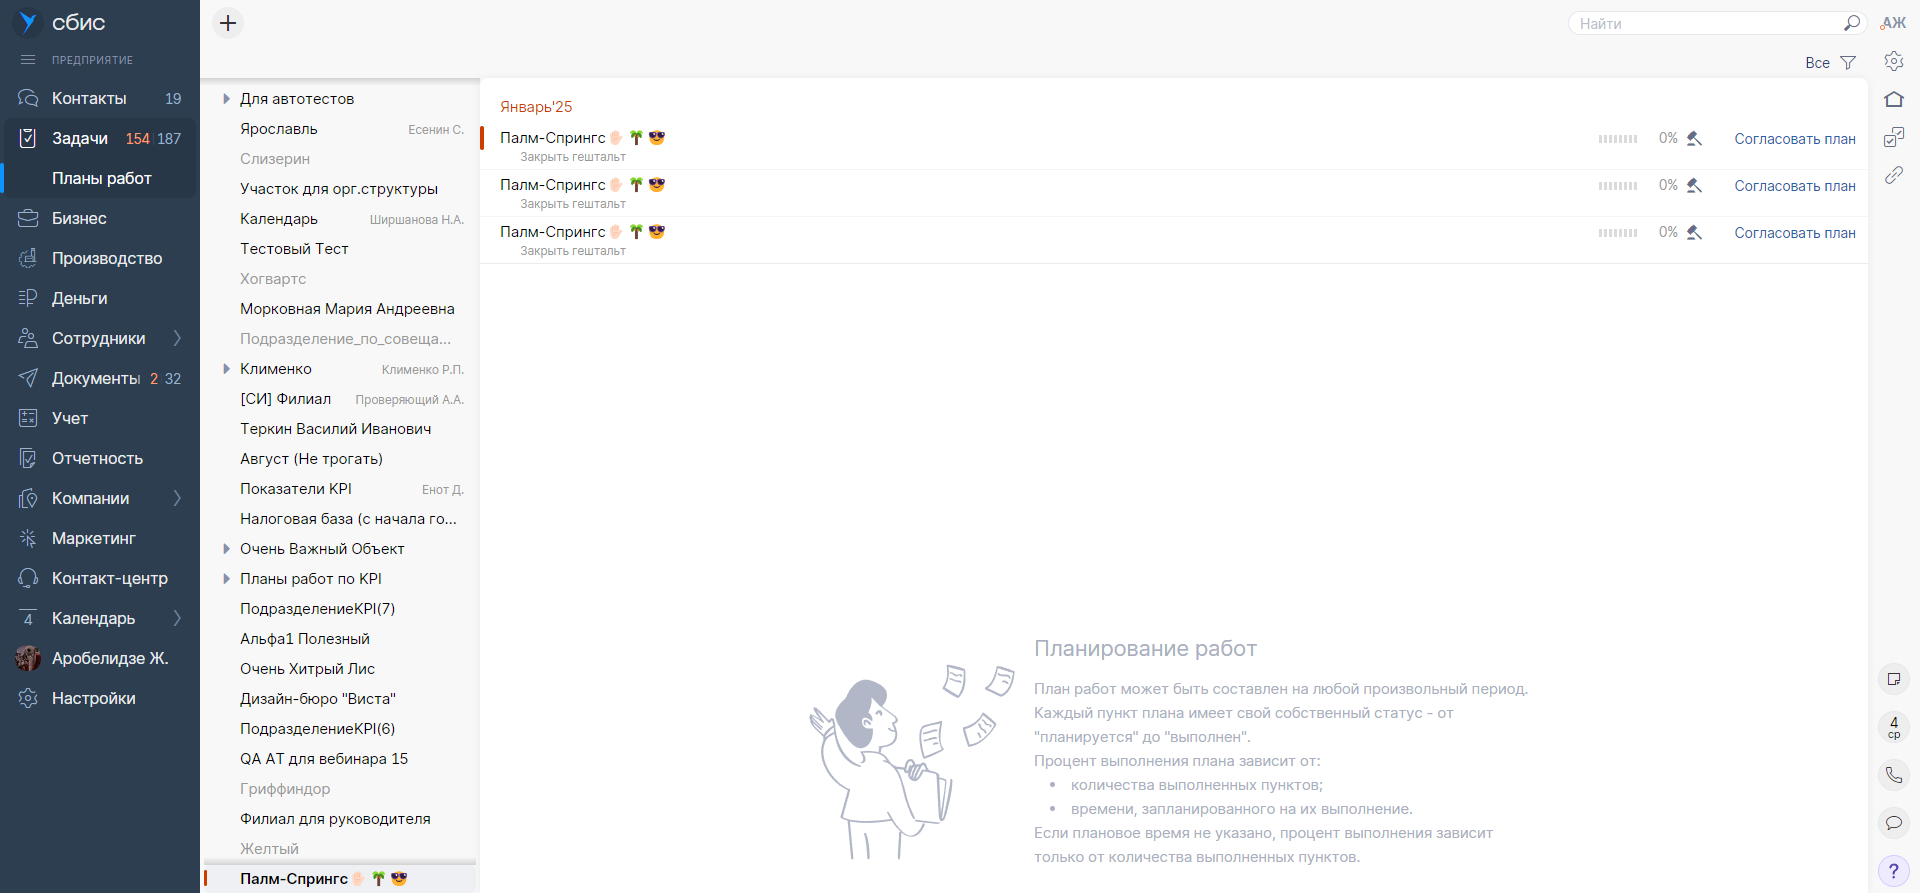 сбис
ПРЕДПРИЯТИЕ
Контакты 19
Задачи 154 187
Планы работ
Бизнес
Производство
Деньги
Сотрудники
Документы 2 32
Учет
Отчетность
Компании
Маркетинг
Контакт-центр
4 Календарь
Аробелидзе Ж.
Настройки
Для автотестов
Ярославль Есенин С.
Слизерин
Участок для орг.структуры
Календарь Ширшанова Н.А.
Тестовый Тест
Хогвартс
Морковная Мария Андреевна
Подразделение_по_совеща...
Клименко Клименко Р.П.
[СИ] Филиал Проверяющий А.А.
Теркин Василий Иванович
Август (Не трогать)
Показатели KPI Енот Д.
Налоговая база (с начала го...
Очень Важный Объект
Планы работ по KPI
ПодразделениеKPI(7)
Альфа1 Полезный
Очень Хитрый Лис
Дизайн-бюро "Виста"
ПодразделениеKPI(6)
QA АТ для вебинара 15
Гриффиндор
Филиал для руководителя
Желтый
Палм-Спрингс✋🏻 🌴 😎
Найти
АЖ
Все
Январь'25
Палм-Спрингс✋🏻 🌴 😎 0% Согласовать план
Закрыть гештальт
Палм-Спрингс✋🏻 🌴 😎 0% Согласовать план
Закрыть гештальт
Палм-Спрингс✋🏻 🌴 😎 0% Согласовать план
Закрыть гештальт
Планирование работ
План работ может быть составлен на любой произвольный период.
Каждый пункт плана имеет свой собственный статус - от
"планируется" до "выполнен".
Процент выполнения плана зависит от:
• количества выполненных пунктов;
• времени, запланированного на их выполнение.
Если плановое время не указано, процент выполнения зависит
только от количества выполненных пунктов.
4
ср
?